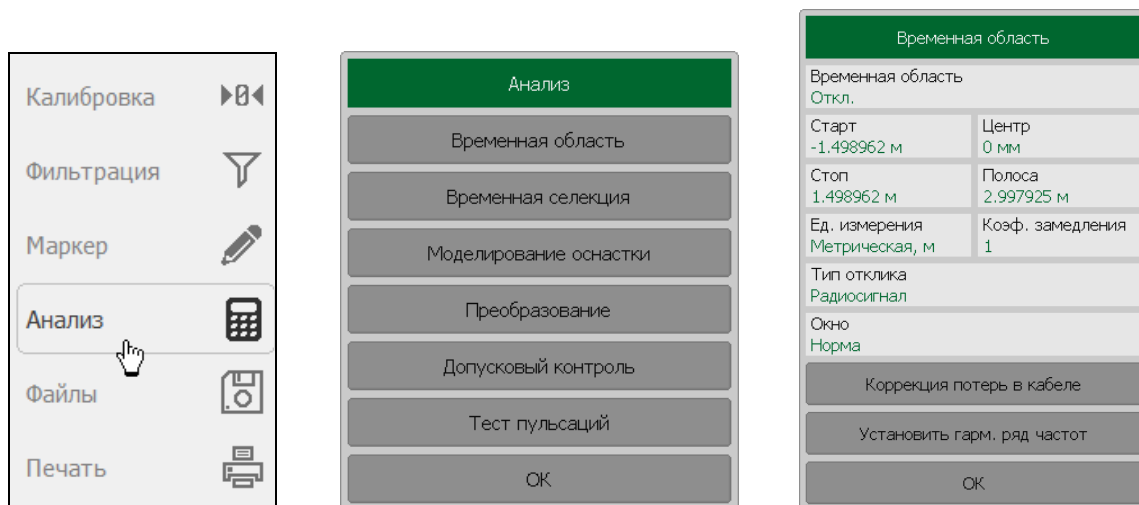 Калибровка
Фильтрация
Маркер
Анализ
Файлы
Печать
Анализ
Временная область
Временная селекция
Моделирование оснастки
Преобразование
Допусковый контроль
Тест пульсаций
ОК
Временная область
Временная область
Откл.
Старт
-1.498962 м
Центр
0 мм
Стоп
1.498962 м
Полоса
2.997925 м
Ед. измерения
Метрическая, м
Коэф. замедления
1
Тип отклика
Радиосигнал
Окно
Норма
Коррекция потерь в кабеле
Установить гарм. ряд частот
ОК